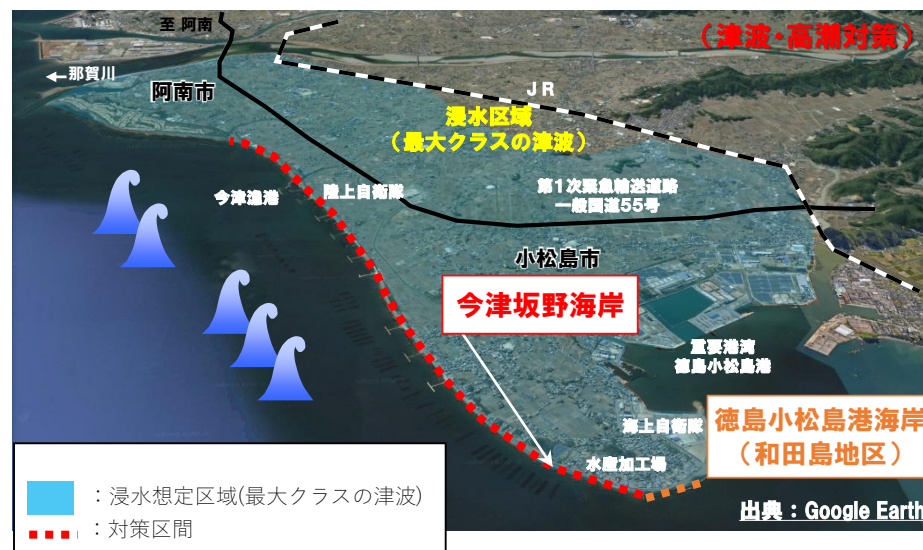 至 阿南
(津波・高潮対策)
←那賀川
阿南市
JR
浸水区域
(最大クラスの津波)
今津漁港
陸上自衛隊
第1次緊急輸送道路
一般国道55号
小松島市
今津坂野海岸
重要港湾
徳島小松島港
海上自衛隊
徳島小松島港海岸
(和田島地区)
水産加工場
:浸水想定区域(最大クラスの津波)
:対策区間
出典:Google Earth